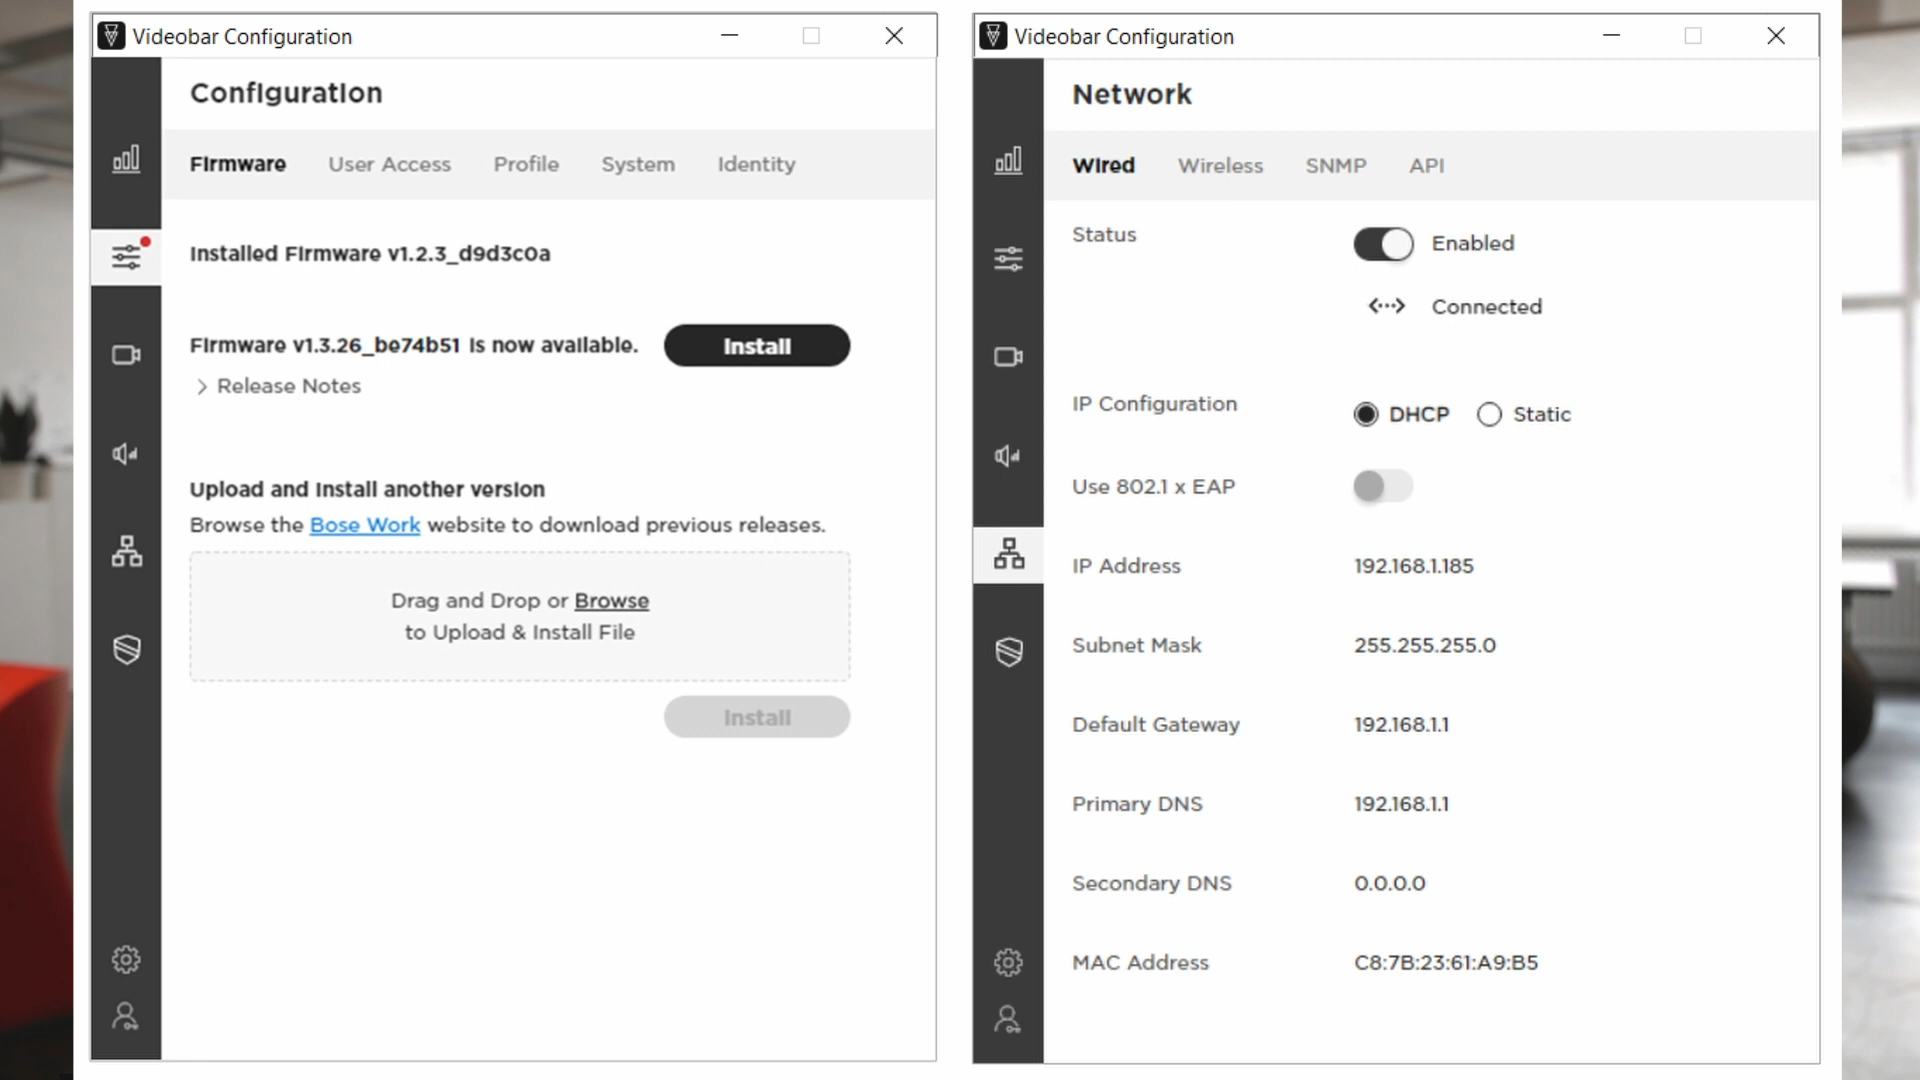 Videobar Configuration
Configuration
Firmware User Access Profile System Identity
Installed Firmware v1.2.3_d9d3c0a
Firmware v1.3.26_be74b51 is now available. Install
Release Notes
Upload and Install another version
Browse the Bose Work website to download previous releases.
Drag and Drop or Browse
to Upload & Install File
Install
Videobar Configuration
Network
Wired Wireless SNMP API
Status Enabled
Connected
IP Configuration DHCP Static
Use 802.1 x EAP
IP Address 192.168.1.185
Subnet Mask 255.255.255.0
Default Gateway 192.168.1.1
Primary DNS 192.168.1.1
Secondary DNS 0.0.0.0
MAC Address C8:7B:23:61:A9:B5